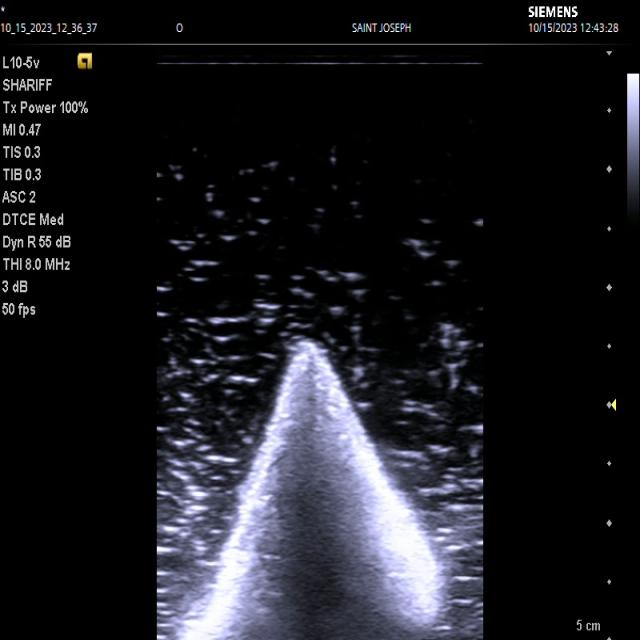 *
SIEMENS
10_15_2023_12_36_37 O SAINT JOSEPH 10/15/2023 12:43:28
L10-5v
SHARIFF
Tx Power 100%
MI 0.47
TIS 0.3
TIB 0.3
ASC 2
DTCE Med
Dyn R 55 dB
THI 8.0 MHz
3 dB
50 fps
5 cm